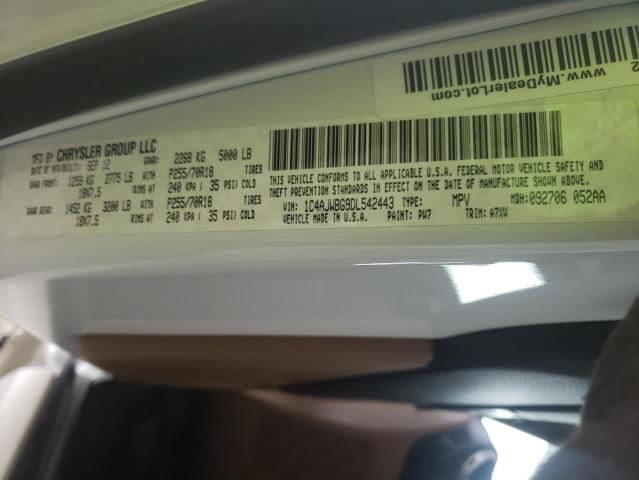 MFD BY CHRYSLER GROUP LLC
DATE OF MFR(BUILT): SEP 12 GVWR: 2268 KG 5000 LB
GAWR FRONT: 1259 KG 2775 LB P255/70R18 TIRES
18X7.5 RIMS AT 240 KPA ( 35 PSI) COLD
GAWR REAR: 1452 KG 3200 LB P255/70R18 TIRES
18X7.5 RIMS AT 240 KPA ( 35 PSI) COLD
THIS VEHICLE CONFORMS TO ALL APPLICABLE U.S.A. FEDERAL MOTOR VEHICLE SAFETY AND
THEFT PREVENTION STANDARDS IN EFFECT ON THE DATE OF MANUFACTURE SHOWN ABOVE.
MADE IN U.S.A.
VIN: 1C4AJWBG9DL542443 TYPE: MPV MDH:092706 052AA
PAINT: PW7 TRIM: A7XV
www.MyDealerLot.com
2